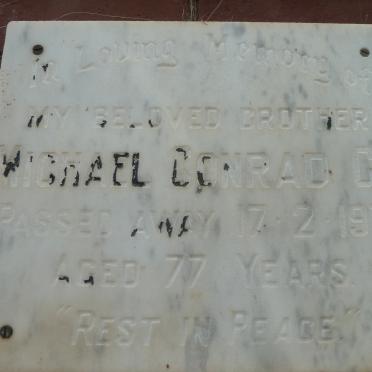 In Loving Memory of
MY BELOVED BROTHER
MICHAEL CONRAD
PASSED AWAY 17-2-19
AGED 77 YEARS.
"REST IN PEACE"